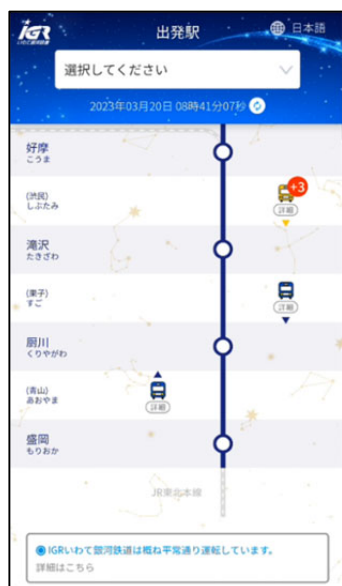 IGR
いわて銀河鉄道
出発駅
日本語
選択してください
2023年03月20日 08時41分07秒
好摩
こうま
(渋民)
しぶたみ
+3
詳細
滝沢
たきざわ
(巣子)
すご
詳細
厨川
くりやがわ
(青山)
あおやま
詳細
盛岡
もりおか
JR東北本線
IGRいわて銀河鉄道は概ね平常通り運転しています。
詳細はこちら